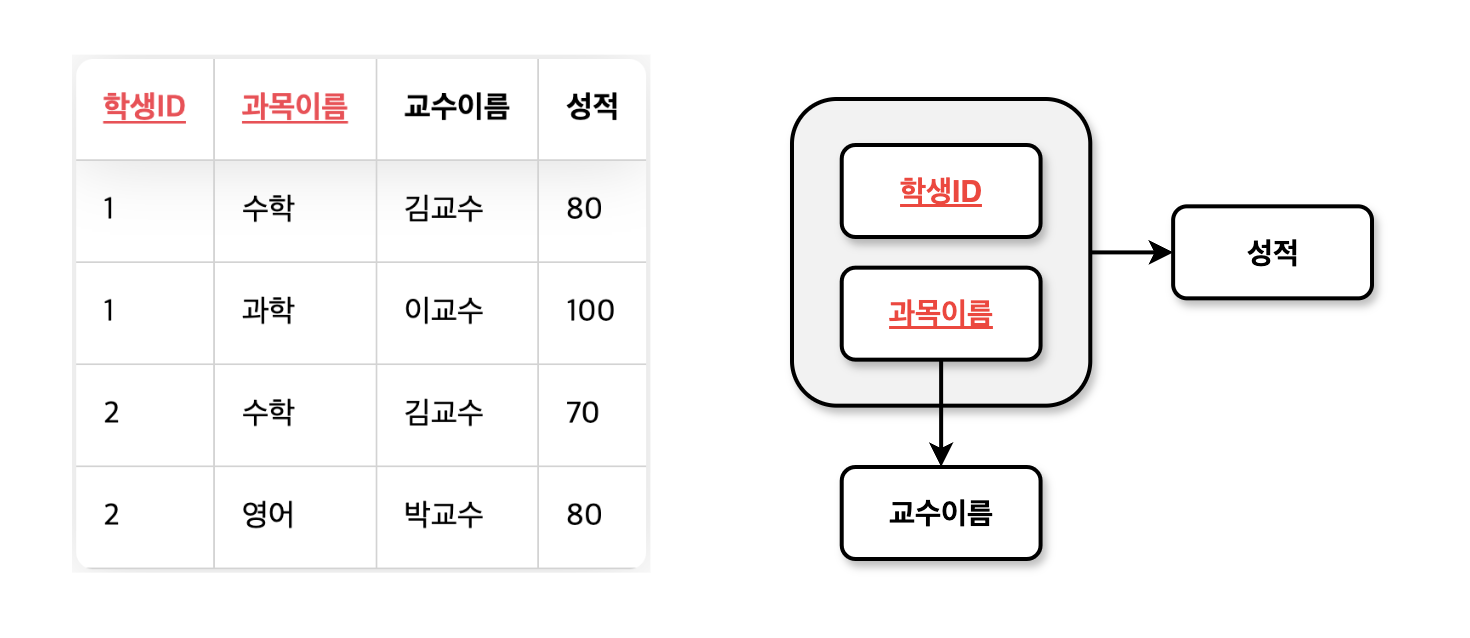 학생ID 과목이름 교수이름 성적
1 수학 김교수 80
1 과학 이교수 100
2 수학 김교수 70
2 영어 박교수 80
학생ID
과목이름
성적
교수이름